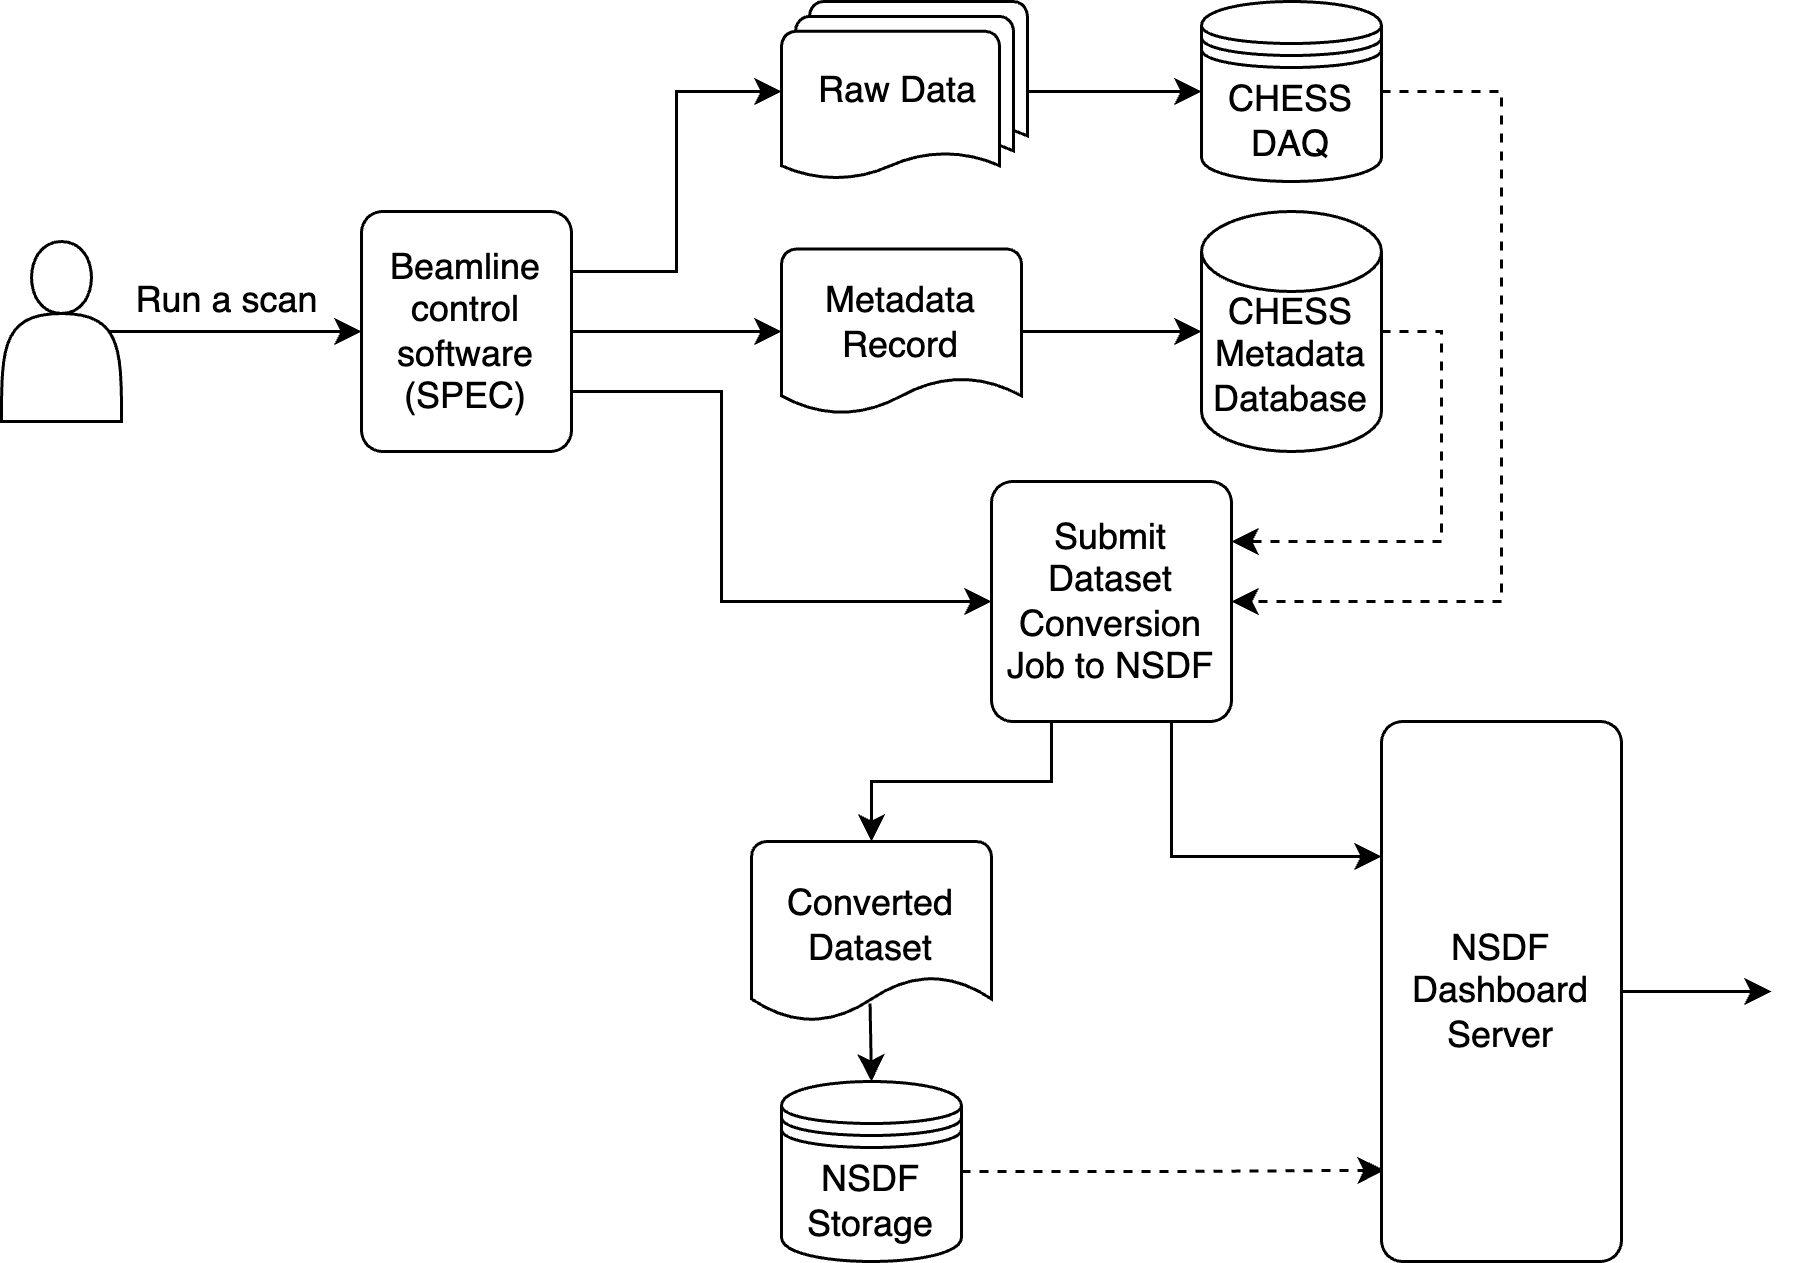 Raw Data
CHESS
DAQ
Run a scan
Beamline
control
software
(SPEC)
Metadata
Record
CHESS
Metadata
Database
Submit
Dataset
Conversion
Job to NSDF
Converted
Dataset
NSDF
Dashboard
Server
NSDF
Storage